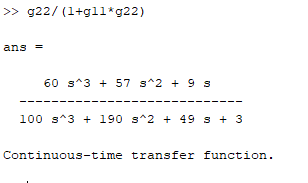 >> g22/(1+g11*g22)
ans =
60 s^3 + 57 s^2 + 9 s
-----------------------------
100 s^3 + 190 s^2 + 49 s + 3
Continuous-time transfer function.